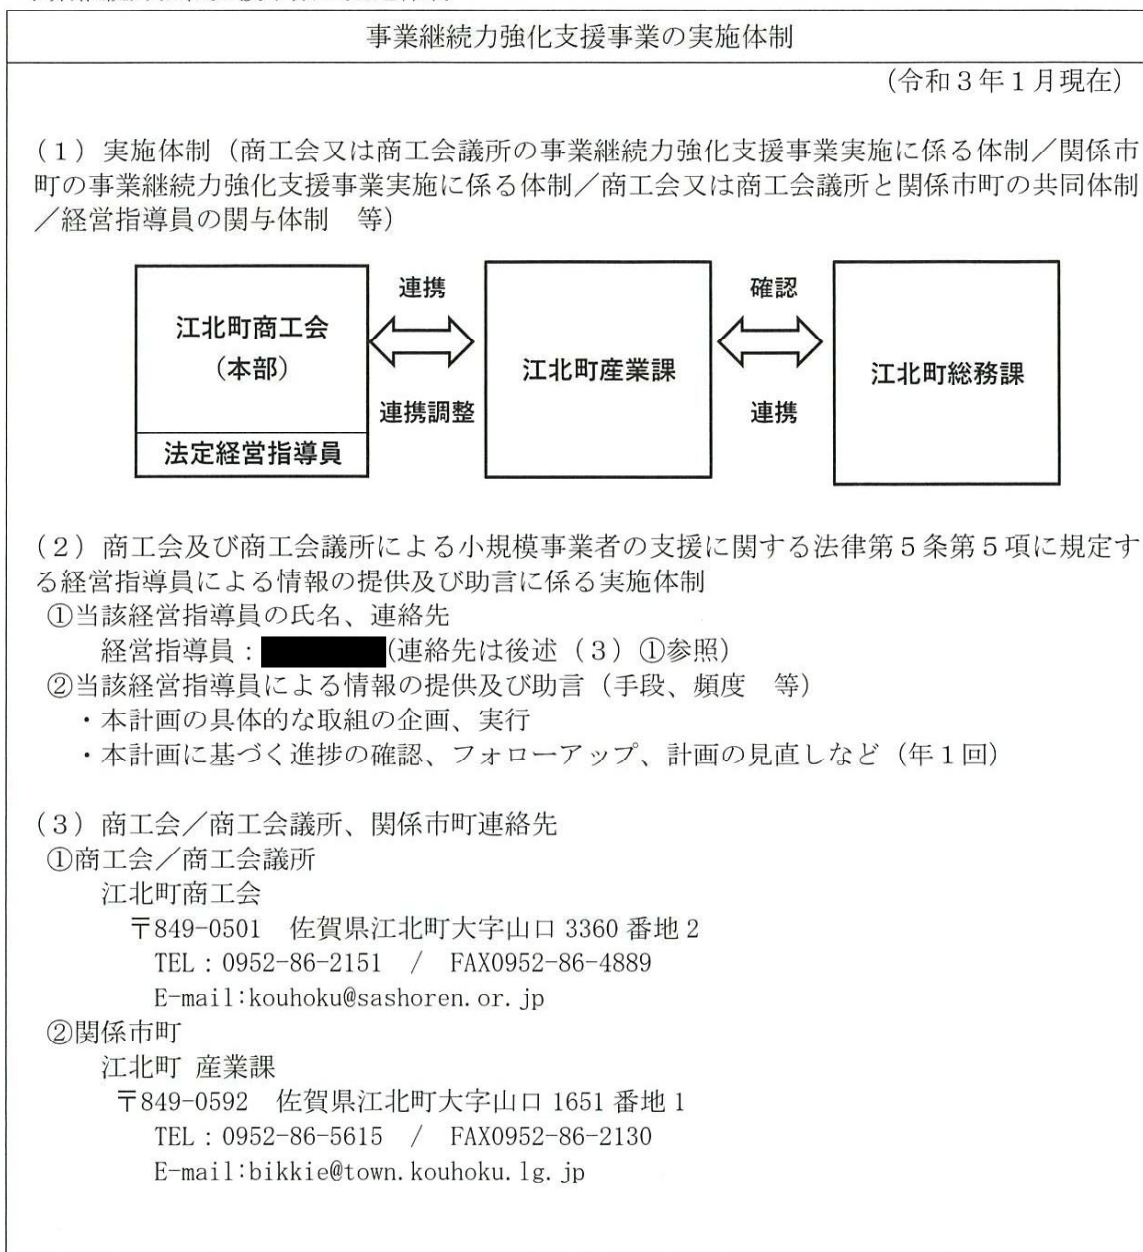 事業継続力強化支援事業の実施体制
（令和３年１月現在）
（１）実施体制（商工会又は商工会議所の事業継続力強化支援事業実施に係る体制／関係市
町の事業継続力強化支援事業実施に係る体制／商工会又は商工会議所と関係市町の共同体制
／経営指導員の関与体制　等）
江北町商工会
（本部）
法定経営指導員
連携
連携調整
江北町産業課
確認
連携
江北町総務課
（２）商工会及び商工会議所による小規模事業者の支援に関する法律第５条第５項に規定す
る経営指導員による情報の提供及び助言に係る実施体制
①当該経営指導員の氏名、連絡先
経営指導員：(連絡先は後述（３）①参照）
②当該経営指導員による情報の提供及び助言（手段、頻度　等）
・本計画の具体的な取組の企画、実行
・本計画に基づく進捗の確認、フォローアップ、計画の見直しなど（年１回）
（３）商工会／商工会議所、関係市町連絡先
①商工会／商工会議所
江北町商工会
〒849-0501　佐賀県江北町大字山口 3360 番地 2
TEL：0952-86-2151　/　FAX0952-86-4889
E-mail:kouhoku@sashoren.or.jp
②関係市町
江北町 産業課
〒849-0592　佐賀県江北町大字山口 1651 番地 1
TEL：0952-86-5615　/　FAX0952-86-2130
E-mail:bikkie@town.kouhoku.lg.jp